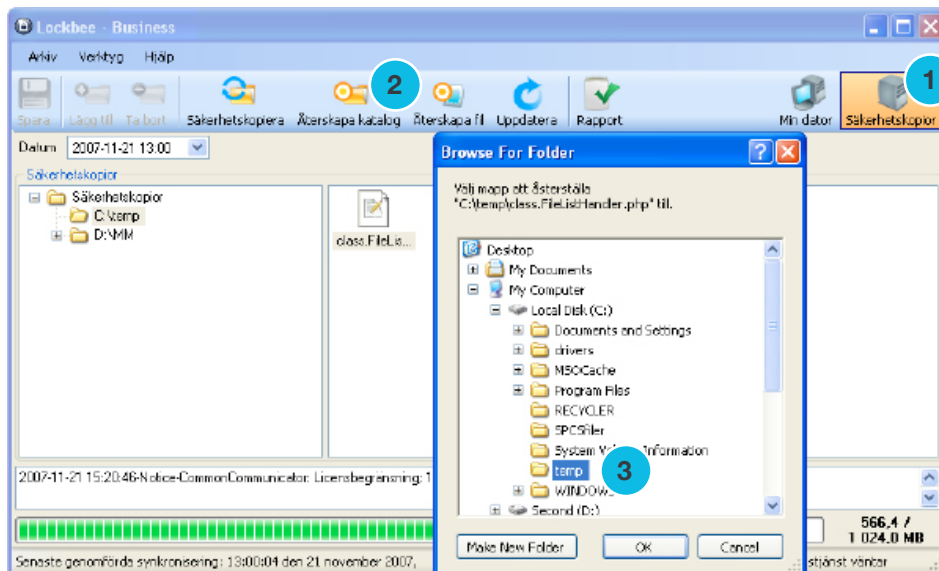 Lockbee - Business
Arkiv Verktyg Hjälp
1
2
Spara Lägg till Ta bort Säkerhetskopiera Återskapa katalog Återskapa fil Uppdatera Rapport Min dator Säkerhetskopior
Datum 2007-11-21 13:00
Säkerhetskopior
Säkerhetskopior
C:\temp
D:\MM
class.FileLis...
Browse For Folder
Välj mapp att åsterställa
"C:\temp\class.FileListHandler.php" till.
Desktop
My Documents
My Computer
Local Disk (C:)
Documents and Settings
drivers
MSOCache
Program Files
RECYCLER
SPCSfiler
System Information
temp
3
WINDOWS
Second (D:)
Make New Folder OK Cancel
2007-11-21 15:20:46-Notice-CommonCommunicator: Licensbegränsning: 1
566,4 /
1 024,0 MB
Senaste genomförda synkronisering: 13:00:04 den 21 november 2007,
stjänst väntar